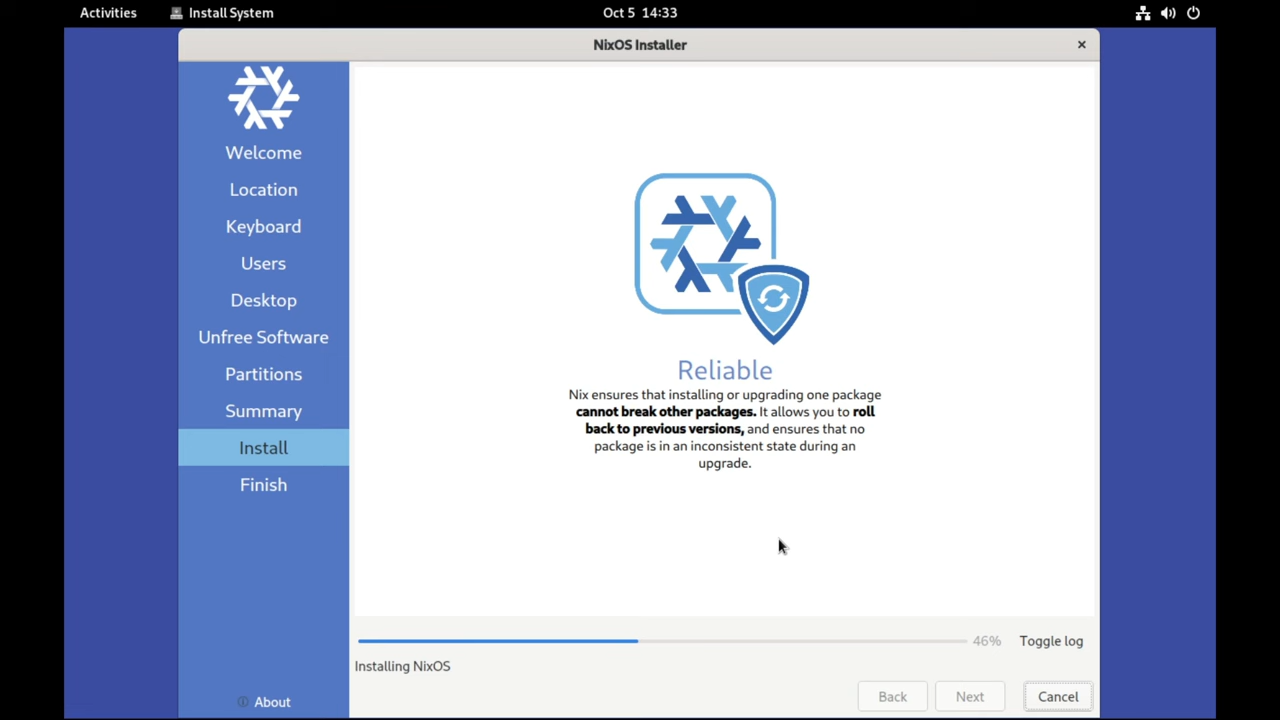 Activities
Install System
Oct 5 14:33
NixOS Installer
Welcome
Location
Keyboard
Users
Desktop
Unfree Software
Partitions
Summary
Install
Finish
About
Reliable
Nix ensures that installing or upgrading one package
cannot break other packages. It allows you to roll
back to previous versions, and ensures that no
package is in an inconsistent state during an
upgrade.
46%
Toggle log
Installing NixOS
Back
Next
Cancel